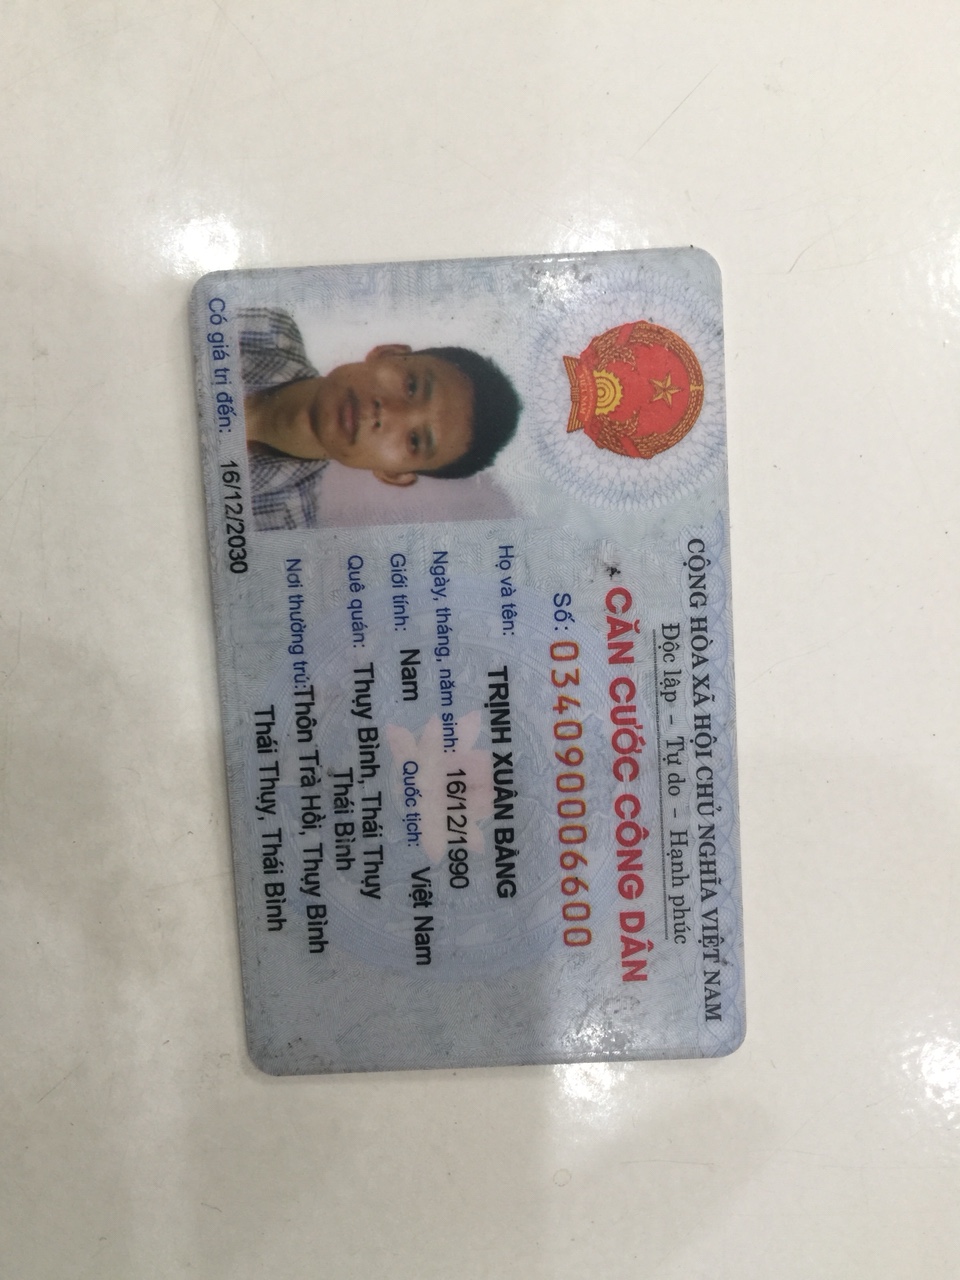 CỘNG HÒA XÃ HỘI CHỦ NGHĨA VIỆT NAM
Độc lập - Tự do - Hạnh phúc
CĂN CƯỚC CÔNG DÂN
Số: 034090006600
Họ và tên: TRỊNH XUÂN BẰNG
Ngày, tháng, năm sinh: 16/12/1990
Giới tính: Nam Quốc tịch: Việt Nam
Quê quán: Thụy Bình, Thái Thụy
Thái Bình
Nơi thường trú: Thôn Trà Hồi, Thụy Bình
Thái Thụy, Thái Bình
Có giá trị đến: 16/12/2030
VIỆT NAM